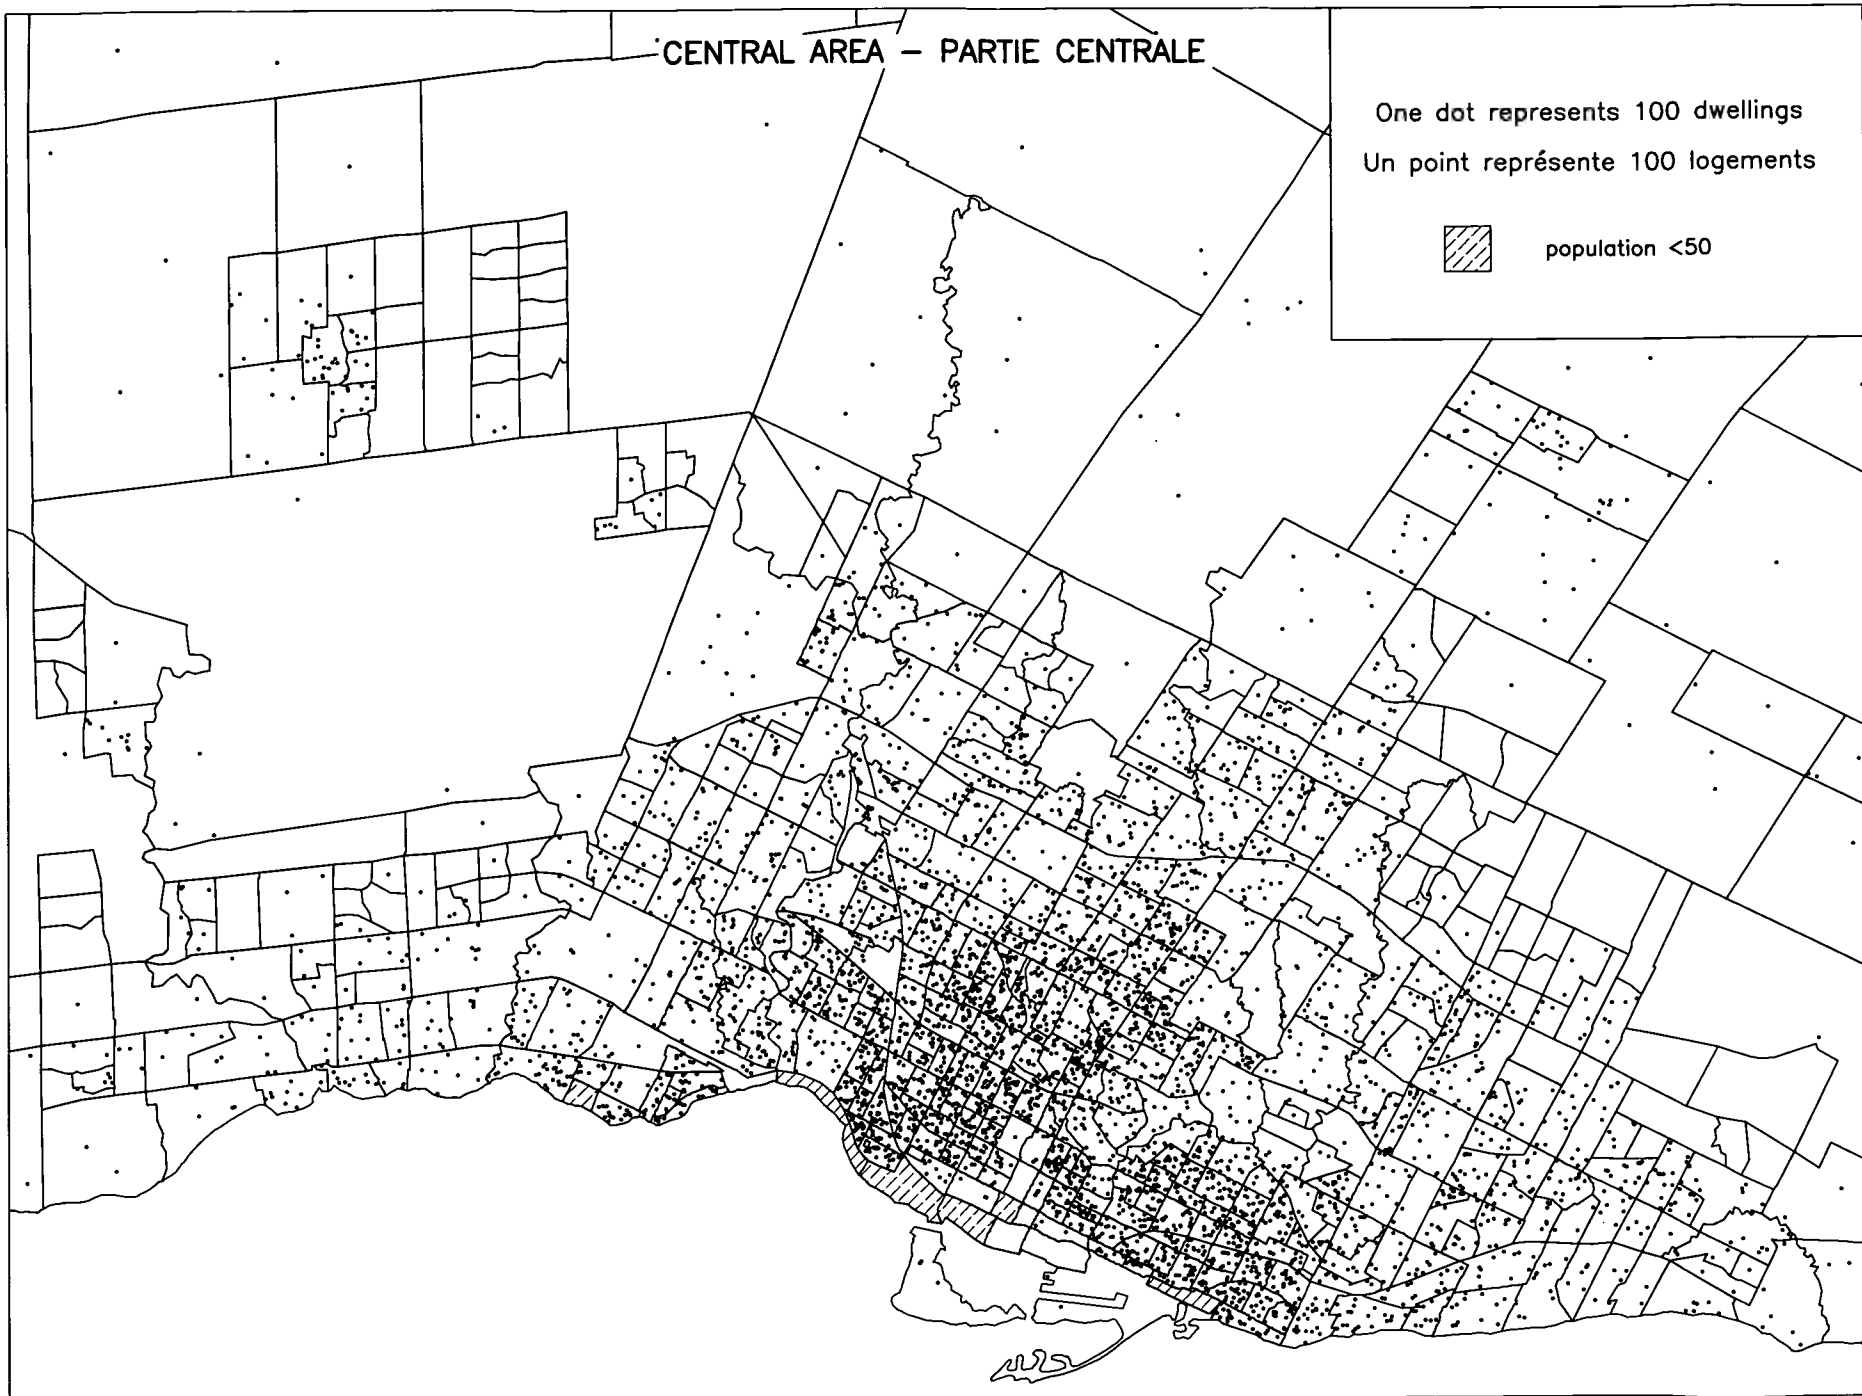 CENTRAL AREA – PARTIE CENTRALE
One dot represents 100 dwellings
Un point représente 100 logements
population <50